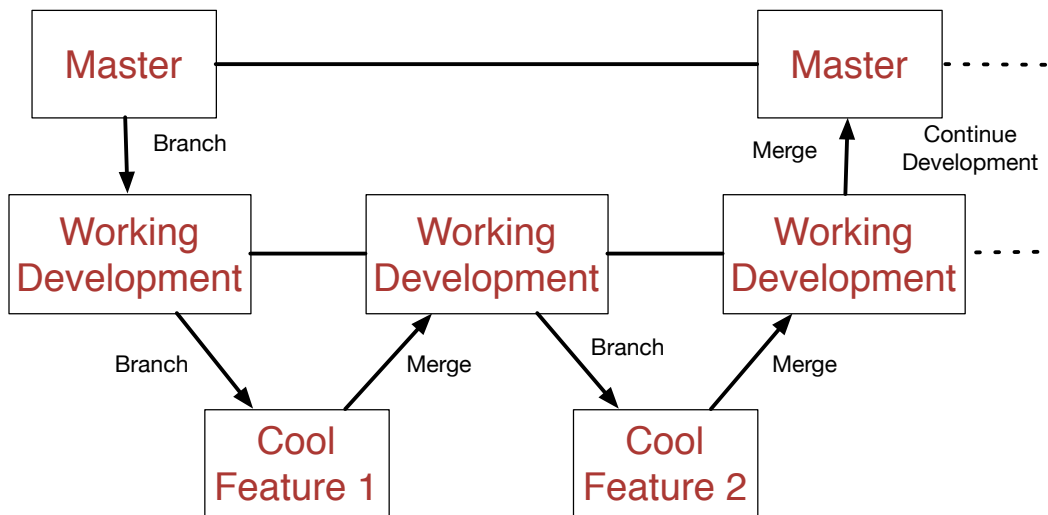 Master
Master
Branch
Merge
Continue
Development
Working
Development
Working
Development
Working
Development
Branch
Merge
Branch
Merge
Cool
Feature 1
Cool
Feature 2